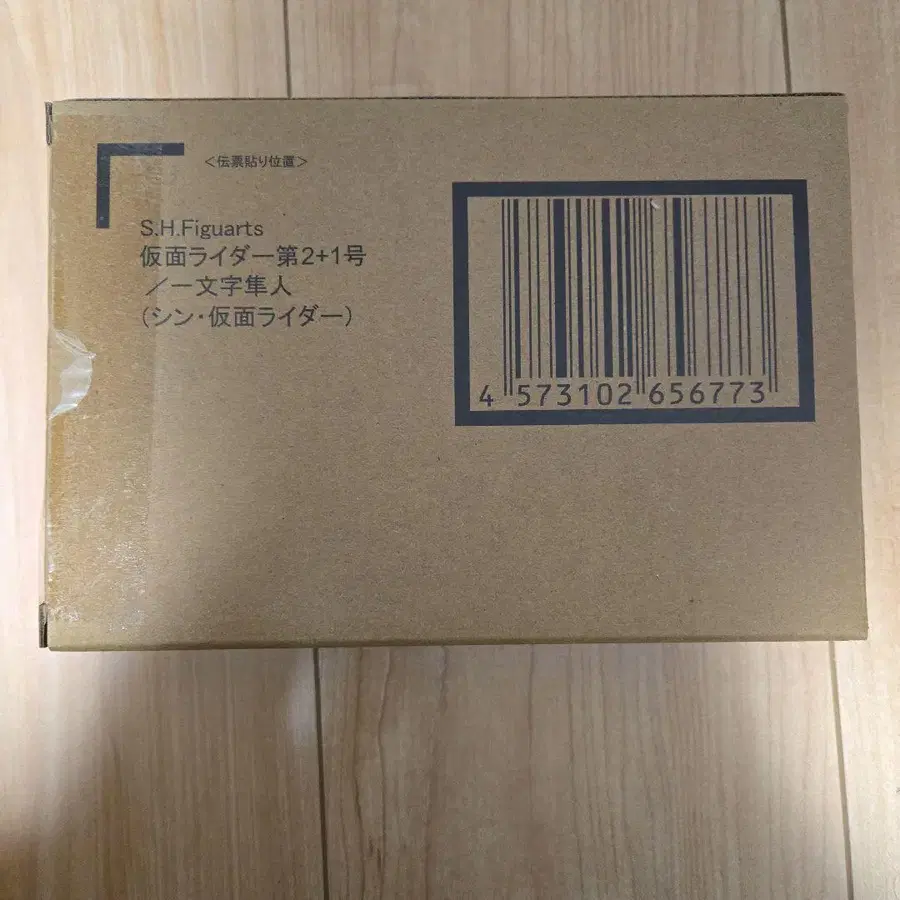 <伝票貼り位置>
S.H.Figuarts
仮面ライダー第2+1号
／一文字隼人
(シン・仮面ライダー)
4 573102 656773